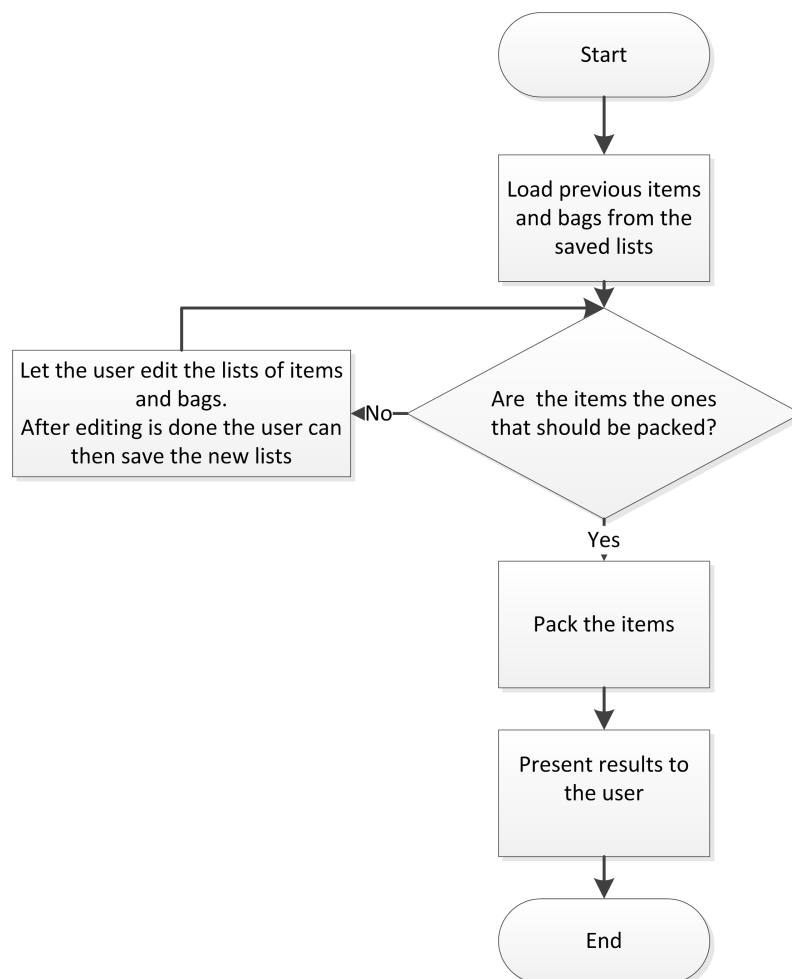 Start
Load previous items
and bags from the
saved lists
Let the user edit the lists of items
and bags.
After editing is done the user can
then save the new lists
No
Are  the items the ones
that should be packed?
Yes
Pack the items
Present results to
the user
End